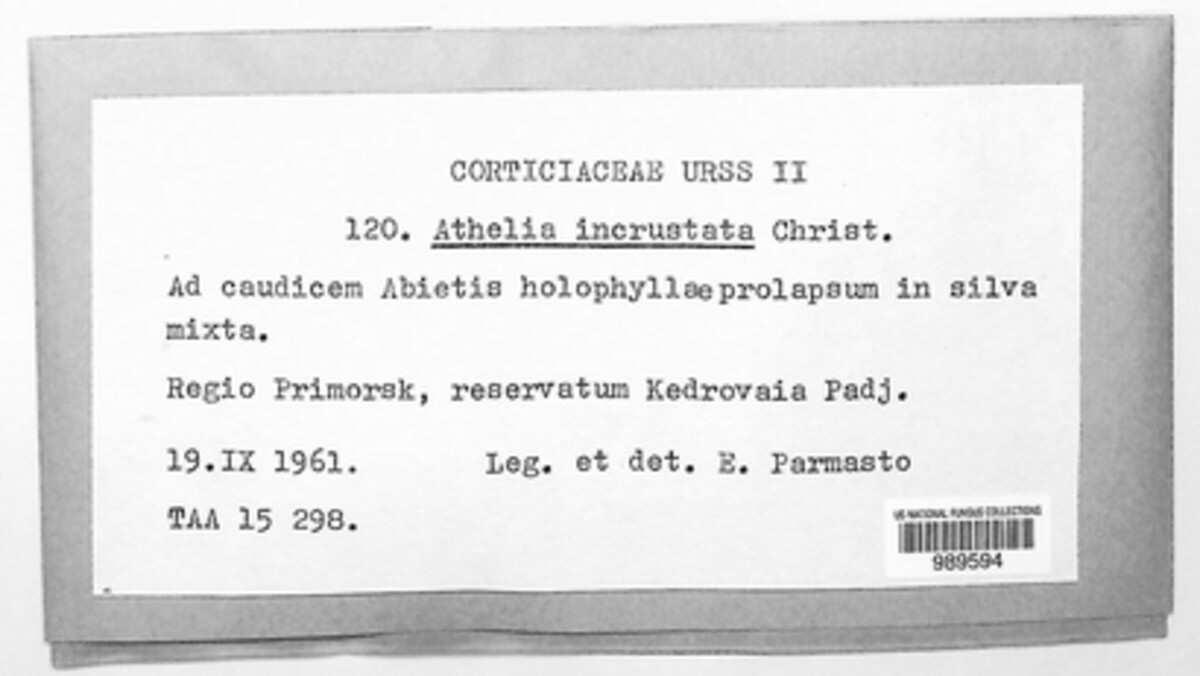 CORTICIACEAE URSS II
120. Athelia incrustata Christ.
Ad caudicem Abietis holophyllae prolapsum in silva
mixta.
Regio Primorsk, reservatum Kedrovaia Padj.
19.IX 1961. Leg. et det. E. Parmasto
TAA 15 298.
US NATIONAL FUNGUS COLLECTIONS
989594